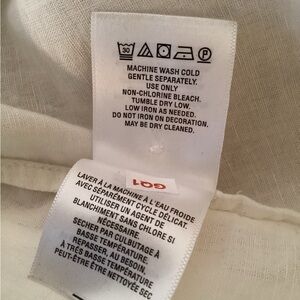 30
P
MACHINE WASH COLD
GENTLE SEPARATELY.
USE ONLY
NON-CHLORINE BLEACH.
TUMBLE DRY LOW.
LOW IRON AS NEEDED.
DO NOT IRON ON DECORATION.
MAY BE DRY CLEANED.
GQ1
LAVER À LA MACHINE À L'EAU FROIDE
AVEC SÉPARÉMENT CYCLE DÉLICAT.
UTILISER UN AGENT DE
BLANCHIMENT SANS CHLORE SI
NÉCESSAIRE.
SECHER PAR CULBUTAGE À
BASSE TEMPÉRATURE.
REPASSER, AU BESOIN,
À TRÈS BASSE TEMPÉRATURE
PEUT-ÊTRE NETTOYÉE SEC